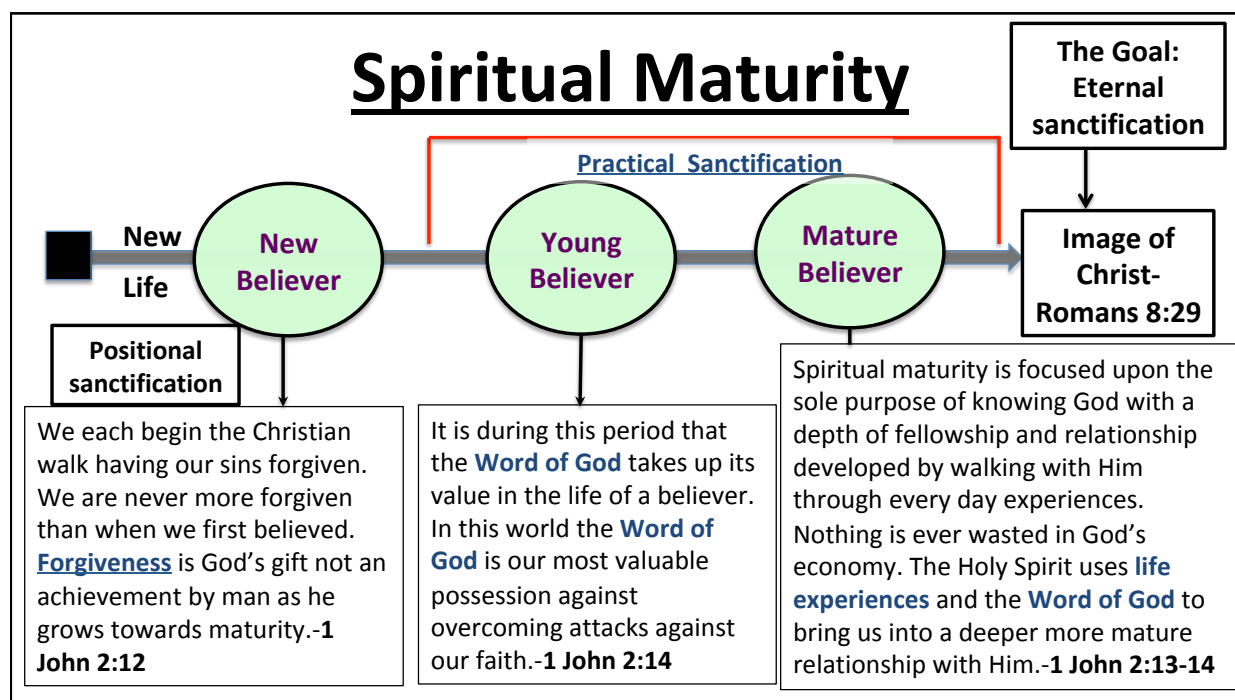 Spiritual Maturity
The Goal:
Eternal
sanctification
Practical  Sanctification
New
Life
New
Believer
Young
Believer
Mature
Believer
Image of
Christ-
Romans 8:29
Positional
sanctification
We each begin the Christian
walk having our sins forgiven.
We are never more forgiven
than when we first believed.
Forgiveness is God’s gift not an
achievement by man as he
grows towards maturity.-1
John 2:12
It is during this period that
the Word of God takes up its
value in the life of a believer.
In this world the Word of
God is our most valuable
possession against
overcoming attacks against
our faith.-1 John 2:14
Spiritual maturity is focused upon the
sole purpose of knowing God with a
depth of fellowship and relationship
developed by walking with Him
through every day experiences.
Nothing is ever wasted in God’s
economy. The Holy Spirit uses life
experiences and the Word of God to
bring us into a deeper more mature
relationship with Him.-1 John 2:13-14